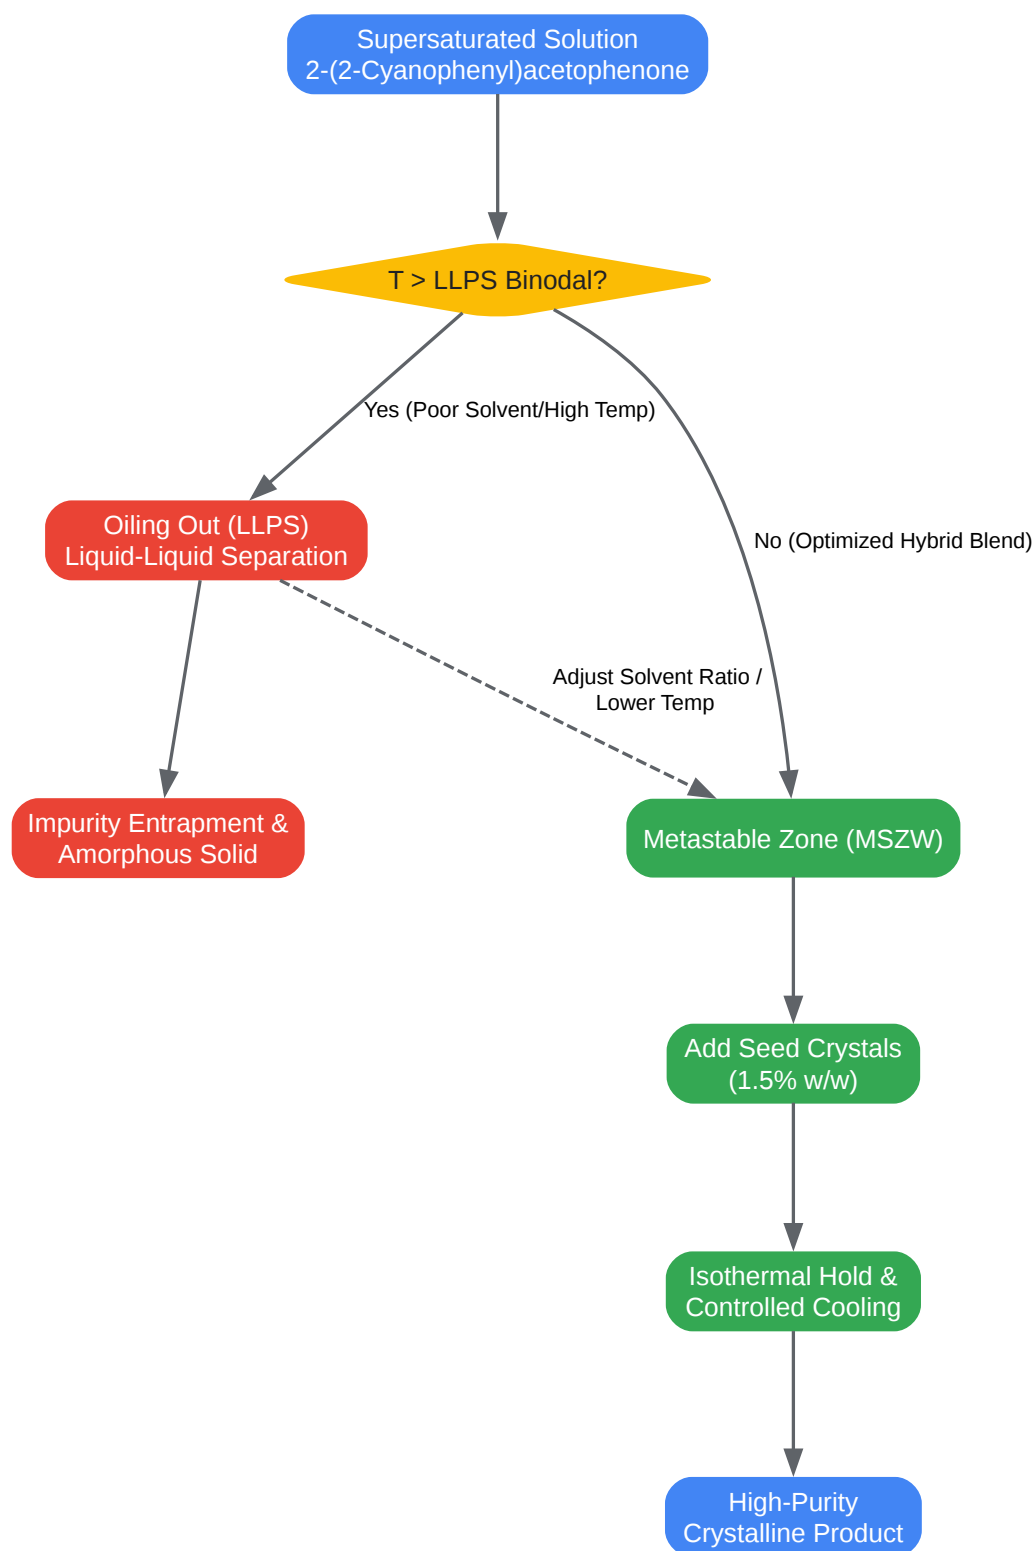 Supersaturated Solution
2-(2-Cyanophenyl)acetophenone
T > LLPS Binodal?
Yes (Poor Solvent/High Temp)
Oiling Out (LLPS)
Liquid-Liquid Separation
No (Optimized Hybrid Blend)
Adjust Solvent Ratio /
Lower Temp
Impurity Entrapment &
Amorphous Solid
Metastable Zone (MSZW)
Add Seed Crystals
(1.5% w/w)
Isothermal Hold &
Controlled Cooling
High-Purity
Crystalline Product